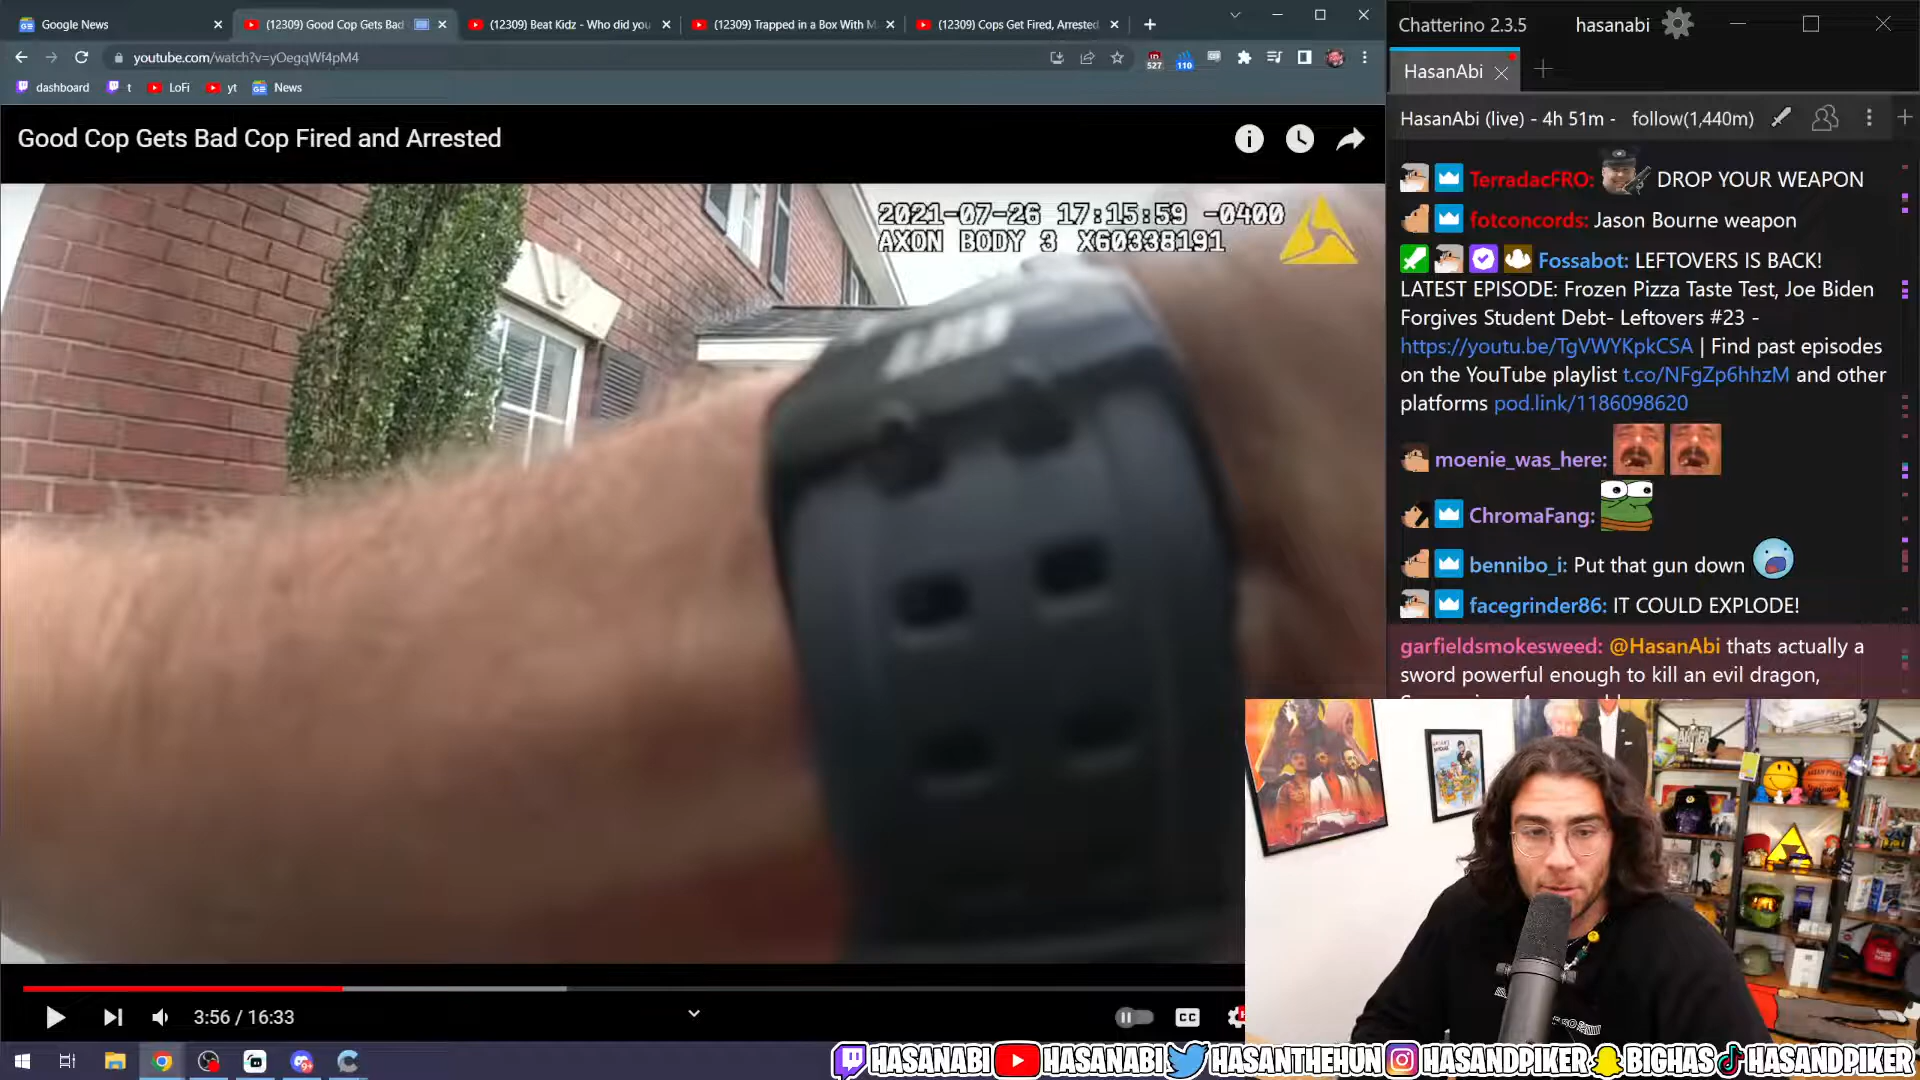 Google News
(12309) Good Cop Gets Bad
(12309) Beat Kidz - Who did you
(12309) Trapped in a Box With M
(12309) Cops Get Fired, Arrested
youtube.com/watch?v=yOegqWf4pM4
527
110
dashboard
t
LoFi
yt
News
Good Cop Gets Bad Cop Fired and Arrested
2021-07-26 17:15:59 -0400
AXON BODY 3 X60338191
3:56 / 16:33
CC
Chatterino 2.3.5
hasanabi
HasanAbi
HasanAbi (live) - 4h 51m - follow(1,440m)
TerradacFRO: DROP YOUR WEAPON
fotconcords: Jason Bourne weapon
Fossabot: LEFTOVERS IS BACK!
LATEST EPISODE: Frozen Pizza Taste Test, Joe Biden
Forgives Student Debt- Leftovers #23 -
https://youtu.be/TgVWYKpkCSA | Find past episodes
on the YouTube playlist t.co/NFgZp6hhzM and other
platforms pod.link/1186098620
moenie_was_here:
ChromaFang:
bennibo_i: Put that gun down
facegrinder86: IT COULD EXPLODE!
garfieldsmokesweed: @HasanAbi thats actually a
sword powerful enough to kill an evil dragon,
HASANABI HASANABI HASANTHEHUN HASANDPIKER BIGHAS HASANDPIKER